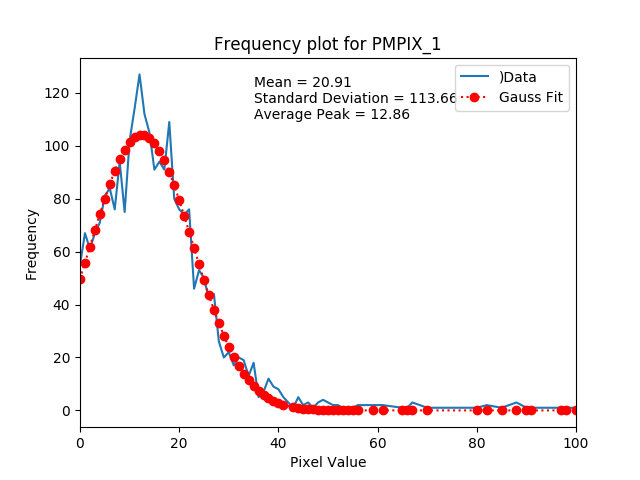 Frequency plot for PMPIX_1
Mean = 20.91
Standard Deviation = 113.66
Average Peak = 12.86
)Data
Gauss Fit
Frequency
120
100
80
60
40
20
0
0 20 40 60 80 100
Pixel Value